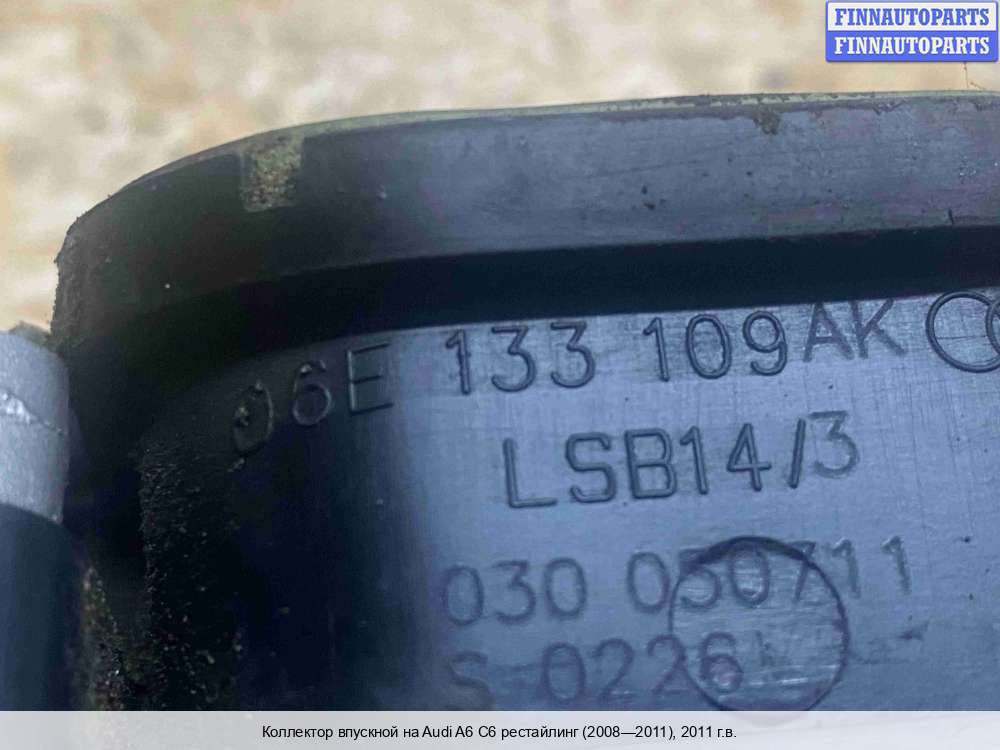 FINNAUTOPARTS
FINNAUTOPARTS
06E 133 109AK
LSB14/3
030 050711
S-0226
Коллектор впускной на Audi A6 C6 рестайлинг (2008—2011), 2011 г.в.